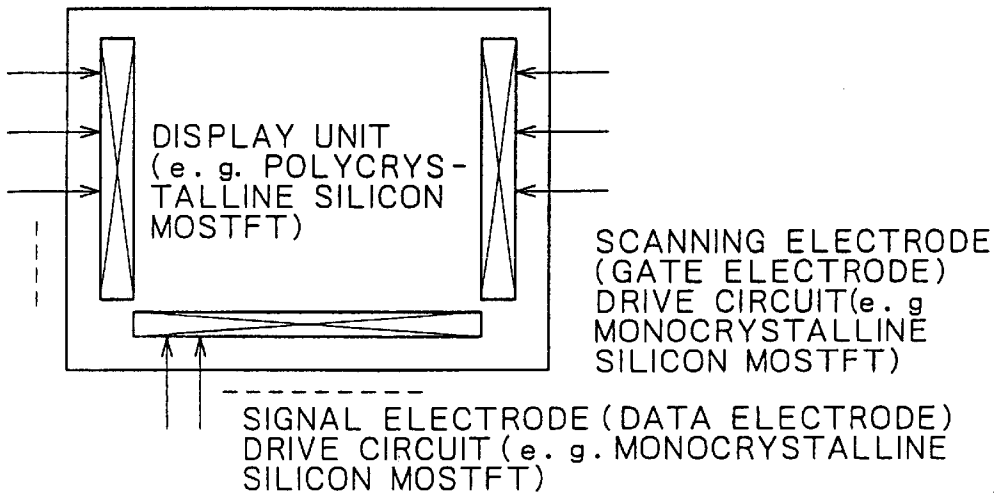 DISPLAY UNIT
(e. g. POLYCRYS-
TALLINE SILICON
MOSTFT)
SCANNING ELECTRODE
(GATE ELECTRODE)
DRIVE CIRCUIT(e. g
MONOCRYSTALLINE
SILICON MOSTFT)
SIGNAL ELECTRODE (DATA ELECTRODE)
DRIVE CIRCUIT (e. g. MONOCRYSTALLINE
SILICON MOSTFT)